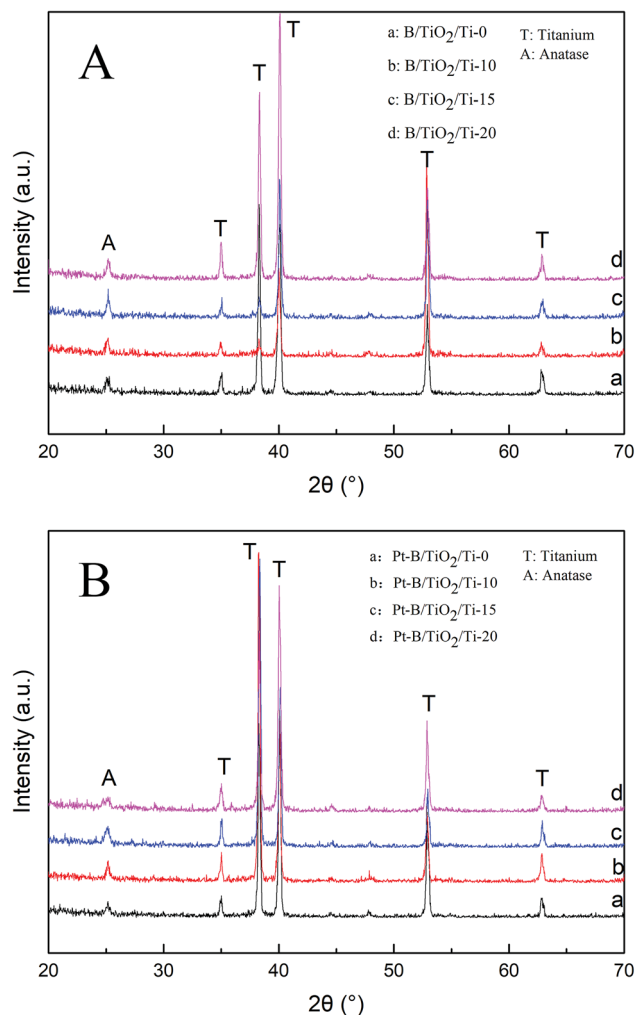 A
T
a: B/TiO2/Ti-0
T: Titanium
b: B/TiO2/Ti-10
A: Anatase
c: B/TiO2/Ti-15
d: B/TiO2/Ti-20
T
T
A
T
T
d
c
b
a
Intensity (a.u.)
20 30 40 50 60 70
2θ (°)
B
T
T
a: Pt-B/TiO2/Ti-0
T: Titanium
b: Pt-B/TiO2/Ti-10
A: Anatase
c: Pt-B/TiO2/Ti-15
d: Pt-B/TiO2/Ti-20
T
A
T
T
d
c
b
a
Intensity (a.u.)
20 30 40 50 60 70
2θ (°)